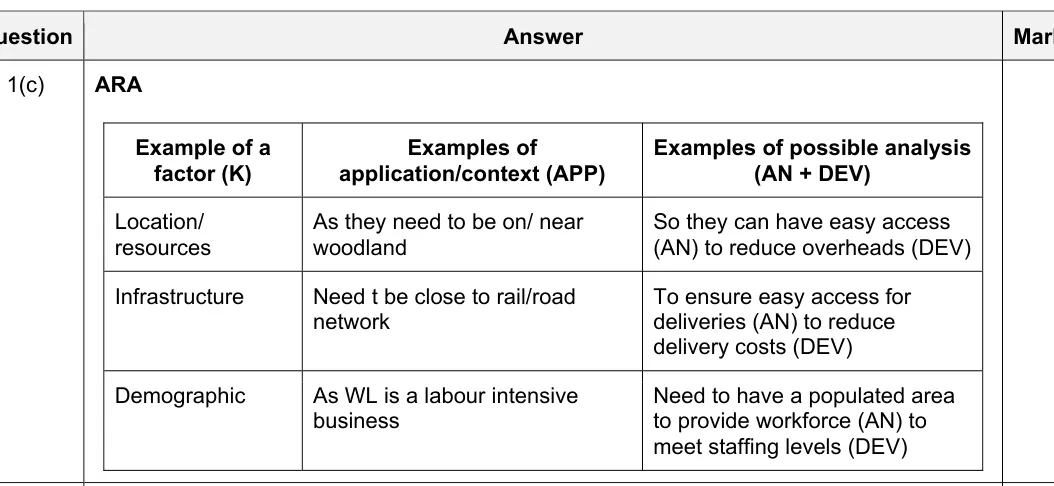 uestion Answer Mar
1(c) ARA
Example of a factor (K) Examples of application/context (APP) Examples of possible analysis (AN + DEV)
Location/ resources As they need to be on/ near woodland So they can have easy access (AN) to reduce overheads (DEV)
Infrastructure Need t be close to rail/road network To ensure easy access for deliveries (AN) to reduce delivery costs (DEV)
Demographic As WL is a labour intensive business Need to have a populated area to provide workforce (AN) to meet staffing levels (DEV)